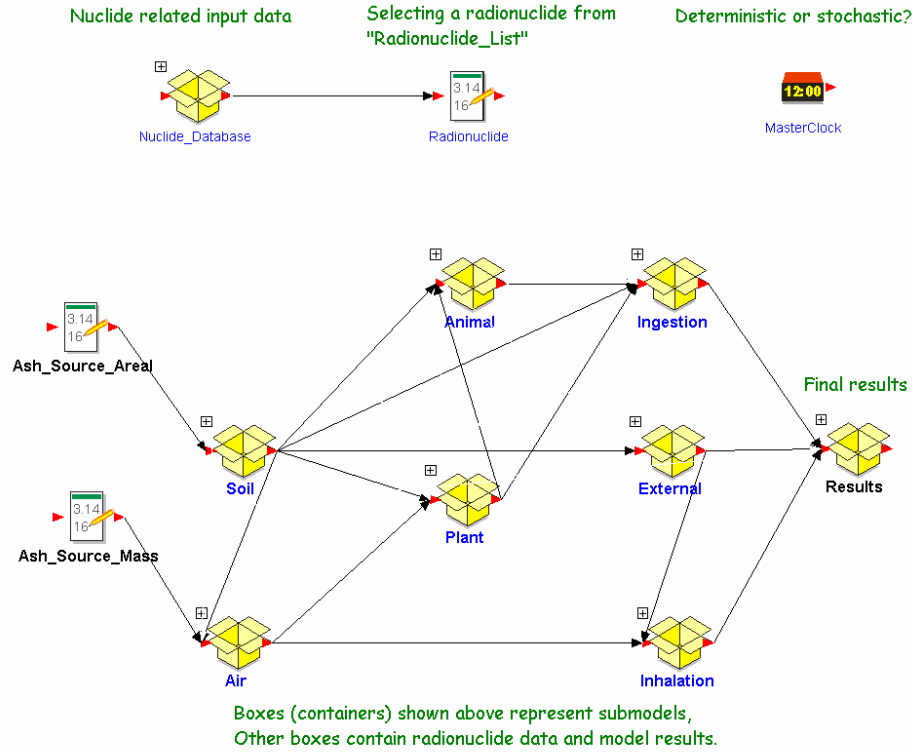 Nuclide related input data
Selecting a radionuclide from
"Radionuclide_List"
Deterministic or stochastic?
3.14
16
12:00
Nuclide_Database
Radionuclide
MasterClock
Animal
Ingestion
3.14
16
Ash_Source_Areal
Final results
Soil
External
Results
Plant
3.14
16
Ash_Source_Mass
Air
Inhalation
Boxes (containers) shown above represent submodels,
Other boxes contain radionuclide data and model results.